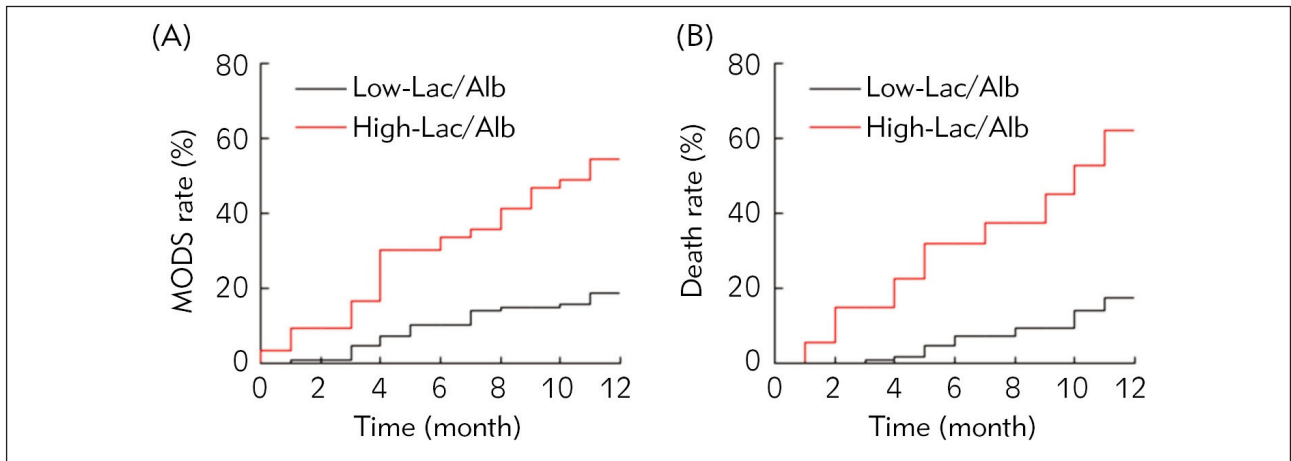 (A)
80
60
40
20
0
MODS rate (%)
Low-Lac/Alb
High-Lac/Alb
0 2 4 6 8 10 12
Time (month)
(B)
80
60
40
20
0
Death rate (%)
Low-Lac/Alb
High-Lac/Alb
0 2 4 6 8 10 12
Time (month)